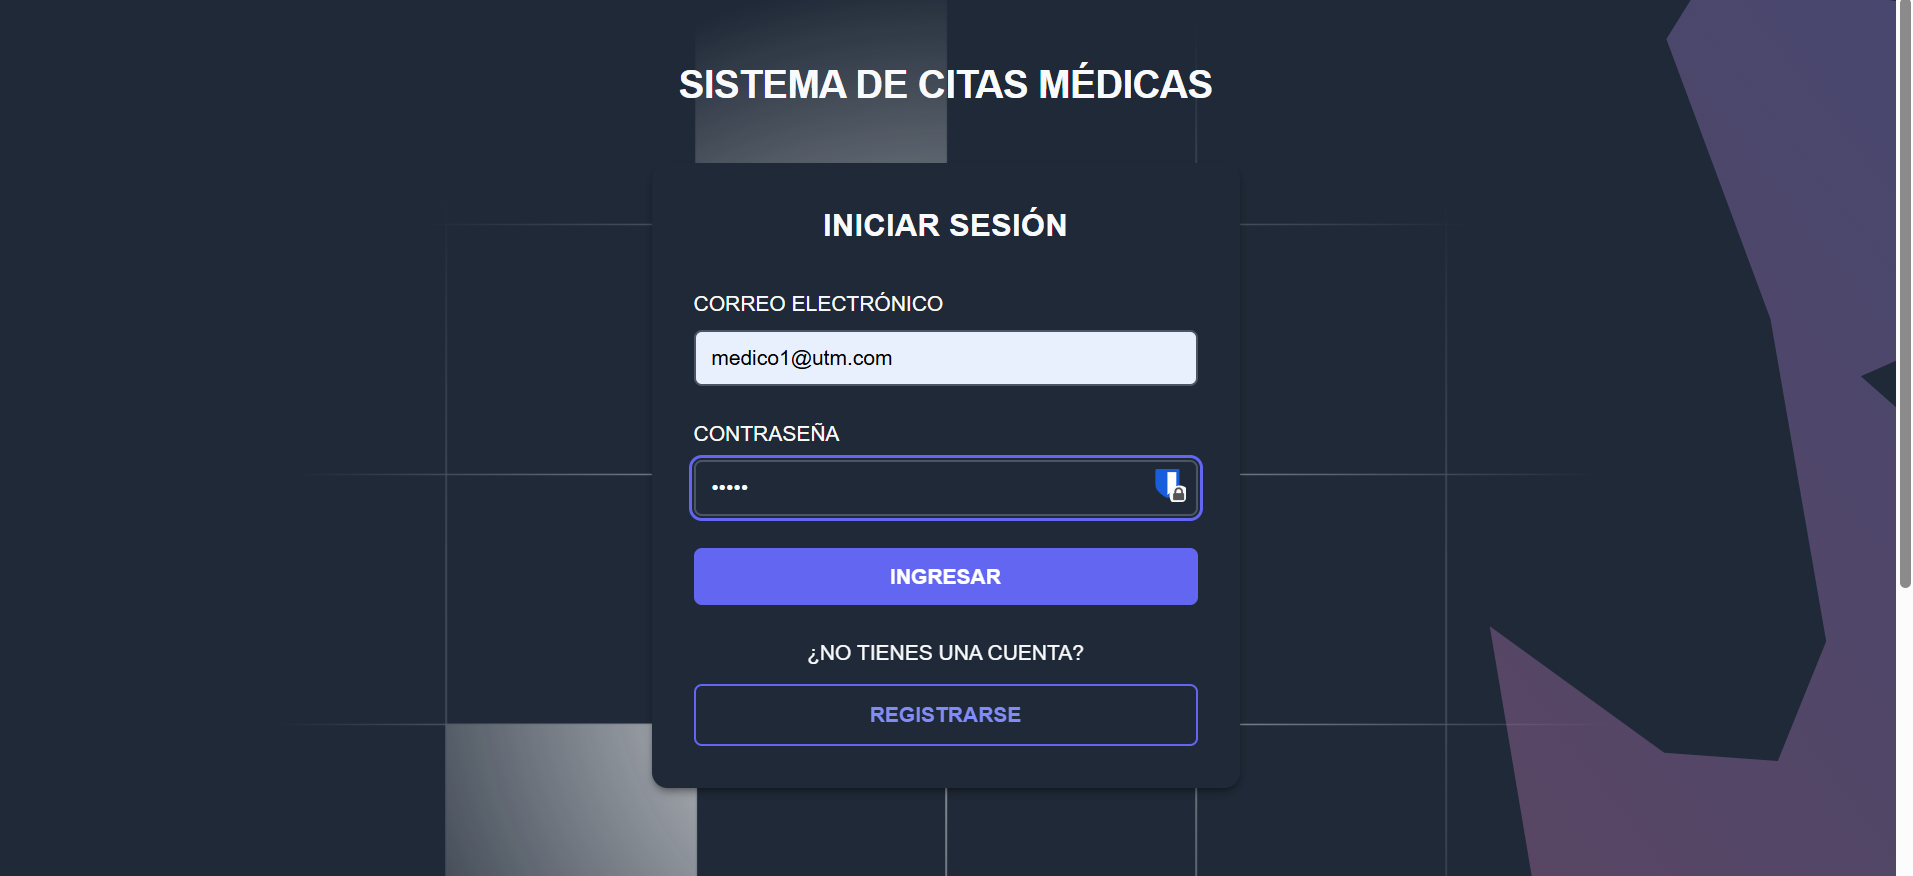 SISTEMA DE CITAS MÉDICAS
INICIAR SESIÓN
CORREO ELECTRÓNICO
medico1@utm.com
CONTRASEÑA
•••••
INGRESAR
¿NO TIENES UNA CUENTA?
REGISTRARSE